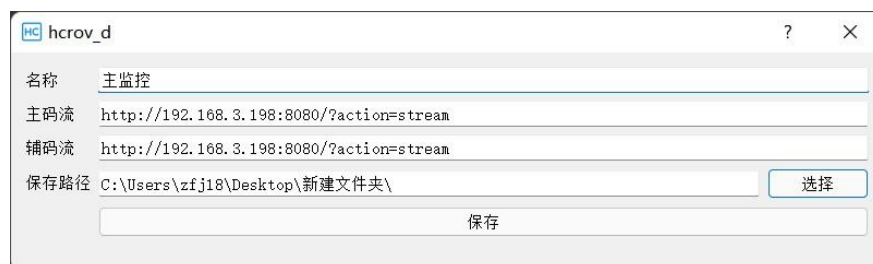 HC hcrov_d ? ×
名称 主监控
主码流 http://192.168.3.198:8080/?action=stream
辅码流 http://192.168.3.198:8080/?action=stream
保存路径 C:\Users\zfj18\Desktop\新建文件夹\ 选择
保存